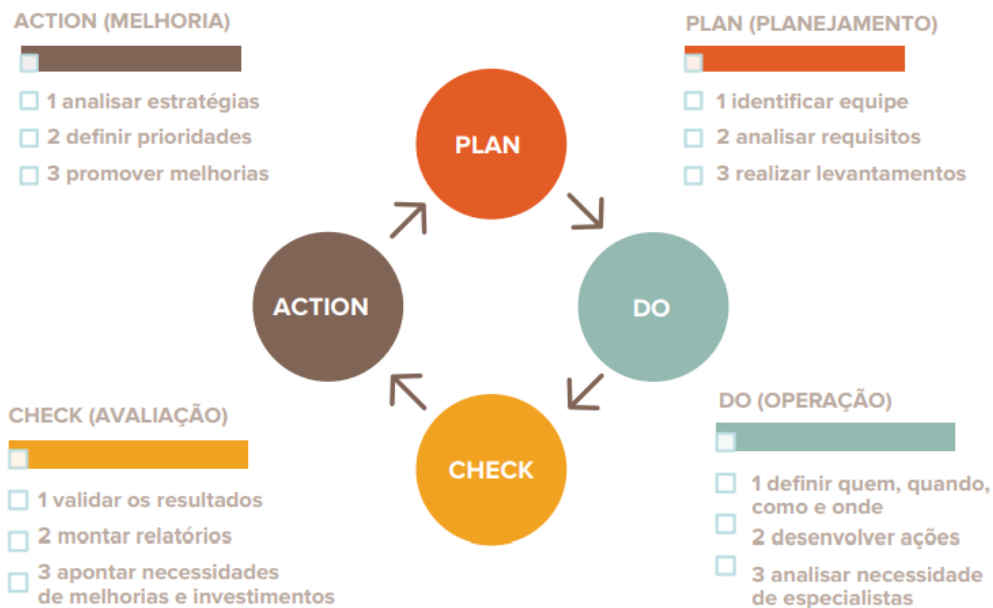 ACTION (MELHORIA)
1 analisar estratégias
2 definir prioridades
3 promover melhorias
PLAN (PLANEJAMENTO)
1 identificar equipe
2 analisar requisitos
3 realizar levantamentos
PLAN
ACTION
DO
CHECK
CHECK (AVALIAÇÃO)
1 validar os resultados
2 montar relatórios
3 apontar necessidades
de melhorias e investimentos
DO (OPERAÇÃO)
1 definir quem, quando,
como e onde
2 desenvolver ações
3 analisar necessidade
de especialistas